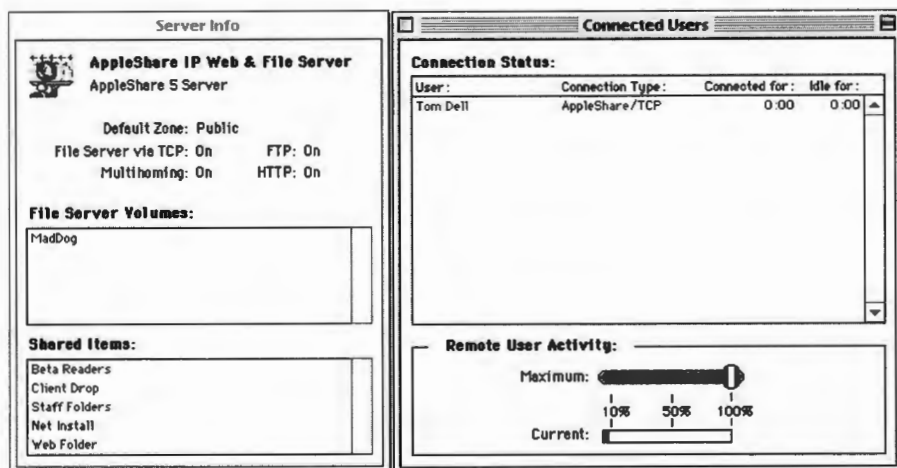 Server Info
AppleShare IP Web & File Server
AppleShare 5 Server
Default Zone: Public
File Server via TCP: On FTP: On
Multihoming: On HTTP: On
File Server Volumes:
MadDog
Shared Items:
Beta Readers
Client Drop
Staff Folders
Net Install
Web Folder
Connected Users
Connection Status:
User: Connection Type: Connected for: Idle for:
Tom Dell AppleShare/TCP 0:00 0:00
Remote User Activity:
Maximum:
10% 50% 100%
Current: